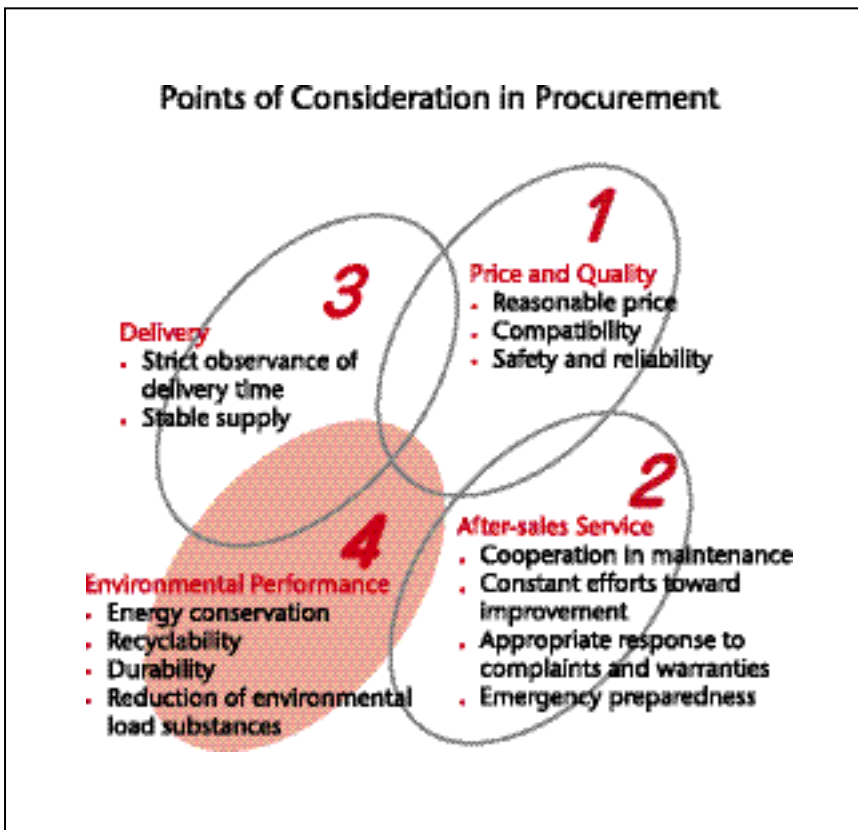 Points of Consideration in Procurement
1
Price and Quality
• Reasonable price
• Compatibility
• Safety and reliability
2
After-sales Service
• Cooperation in maintenance
• Constant efforts toward
improvement
• Appropriate response to
complaints and warranties
• Emergency preparedness
3
Delivery
• Strict observance of
delivery time
• Stable supply
4
Environmental Performance
• Energy conservation
• Recyclability
• Durability
• Reduction of environmental
load substances